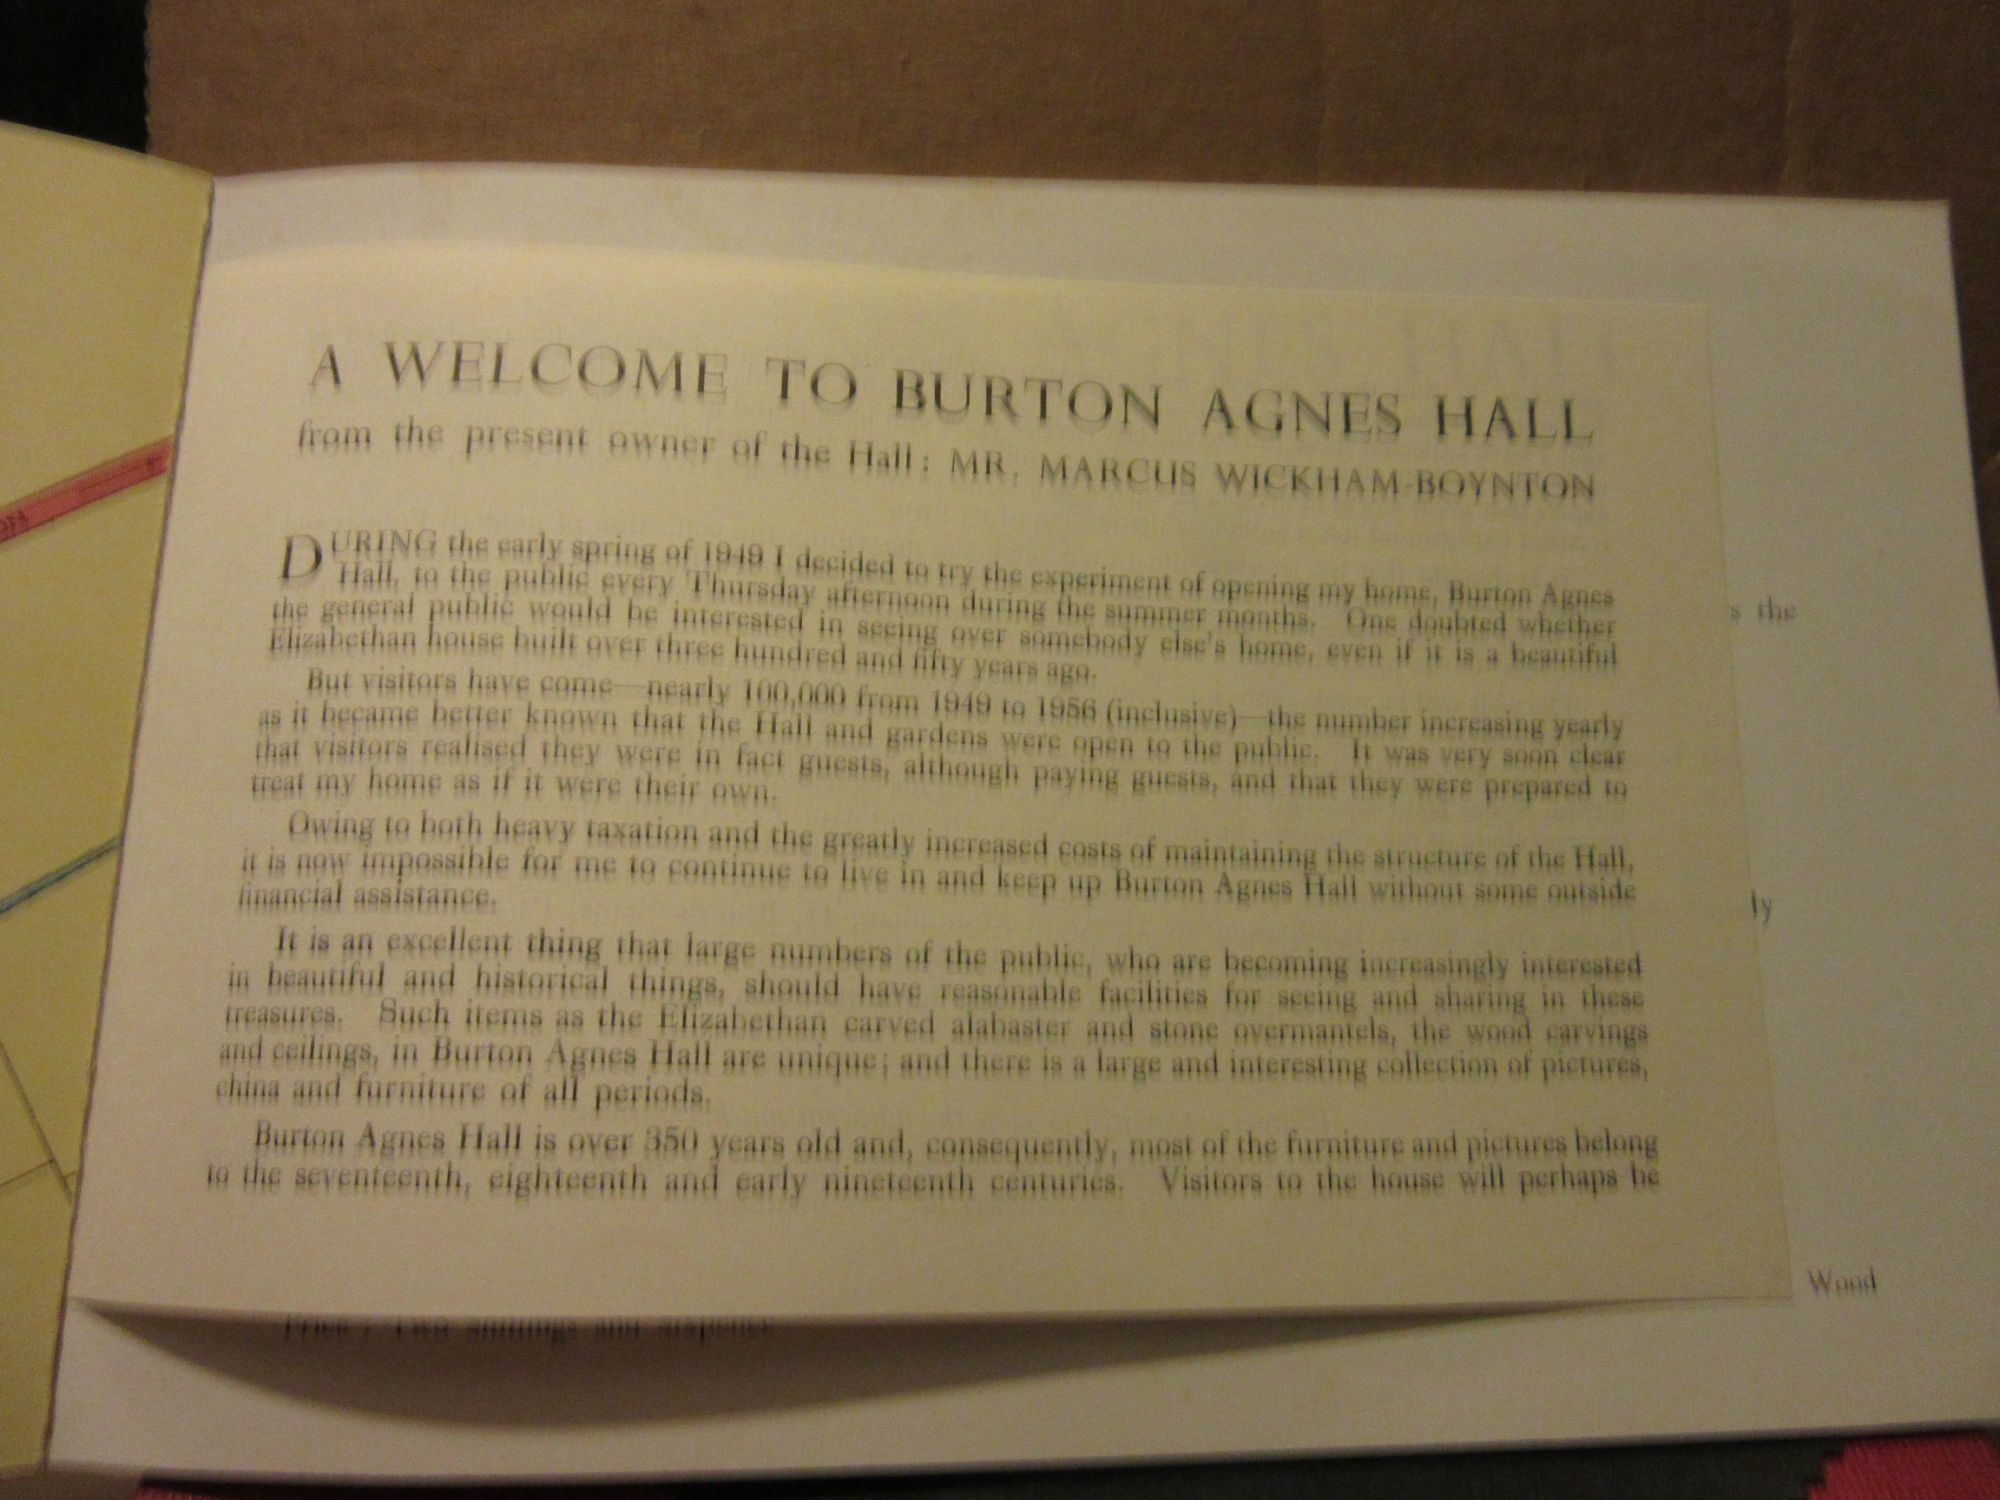 A WELCOME TO BURTON AGNES HALL
from the present owner of the Hall: MR. MARCUS WICKHAM-BOYNTON
DURING the early spring of 1949 I decided to try the experiment of opening my home, Burton Agnes
Hall, to the public every Thursday afternoon during the summer months. One doubted whether
the general public would be interested in seeing over somebody else's home, even if it is a beautiful
Elizabethan house built over three hundred and fifty years ago.
But visitors have come—nearly 100,000 from 1949 to 1956 (inclusive)—the number increasing yearly
as it became better known that the Hall and gardens were open to the public. It was very soon clear
that visitors realised they were in fact guests, although paying guests, and that they were prepared to
treat my home as if it were their own.
Owing to both heavy taxation and the greatly increased costs of maintaining the structure of the Hall,
it is now impossible for me to continue to live in and keep up Burton Agnes Hall without some outside
financial assistance.
It is an excellent thing that large numbers of the public, who are becoming increasingly interested
in beautiful and historical things, should have reasonable facilities for seeing and sharing in these
treasures. Such items as the Elizabethan carved alabaster and stone overmantels, the wood carvings
and ceilings, in Burton Agnes Hall are unique; and there is a large and interesting collection of pictures,
china and furniture of all periods.
Burton Agnes Hall is over 350 years old and, consequently, most of the furniture and pictures belong
to the seventeenth, eighteenth and early nineteenth centuries. Visitors to the house will perhaps be
s the
ly
Wood
Price : Two shillings and sixpence